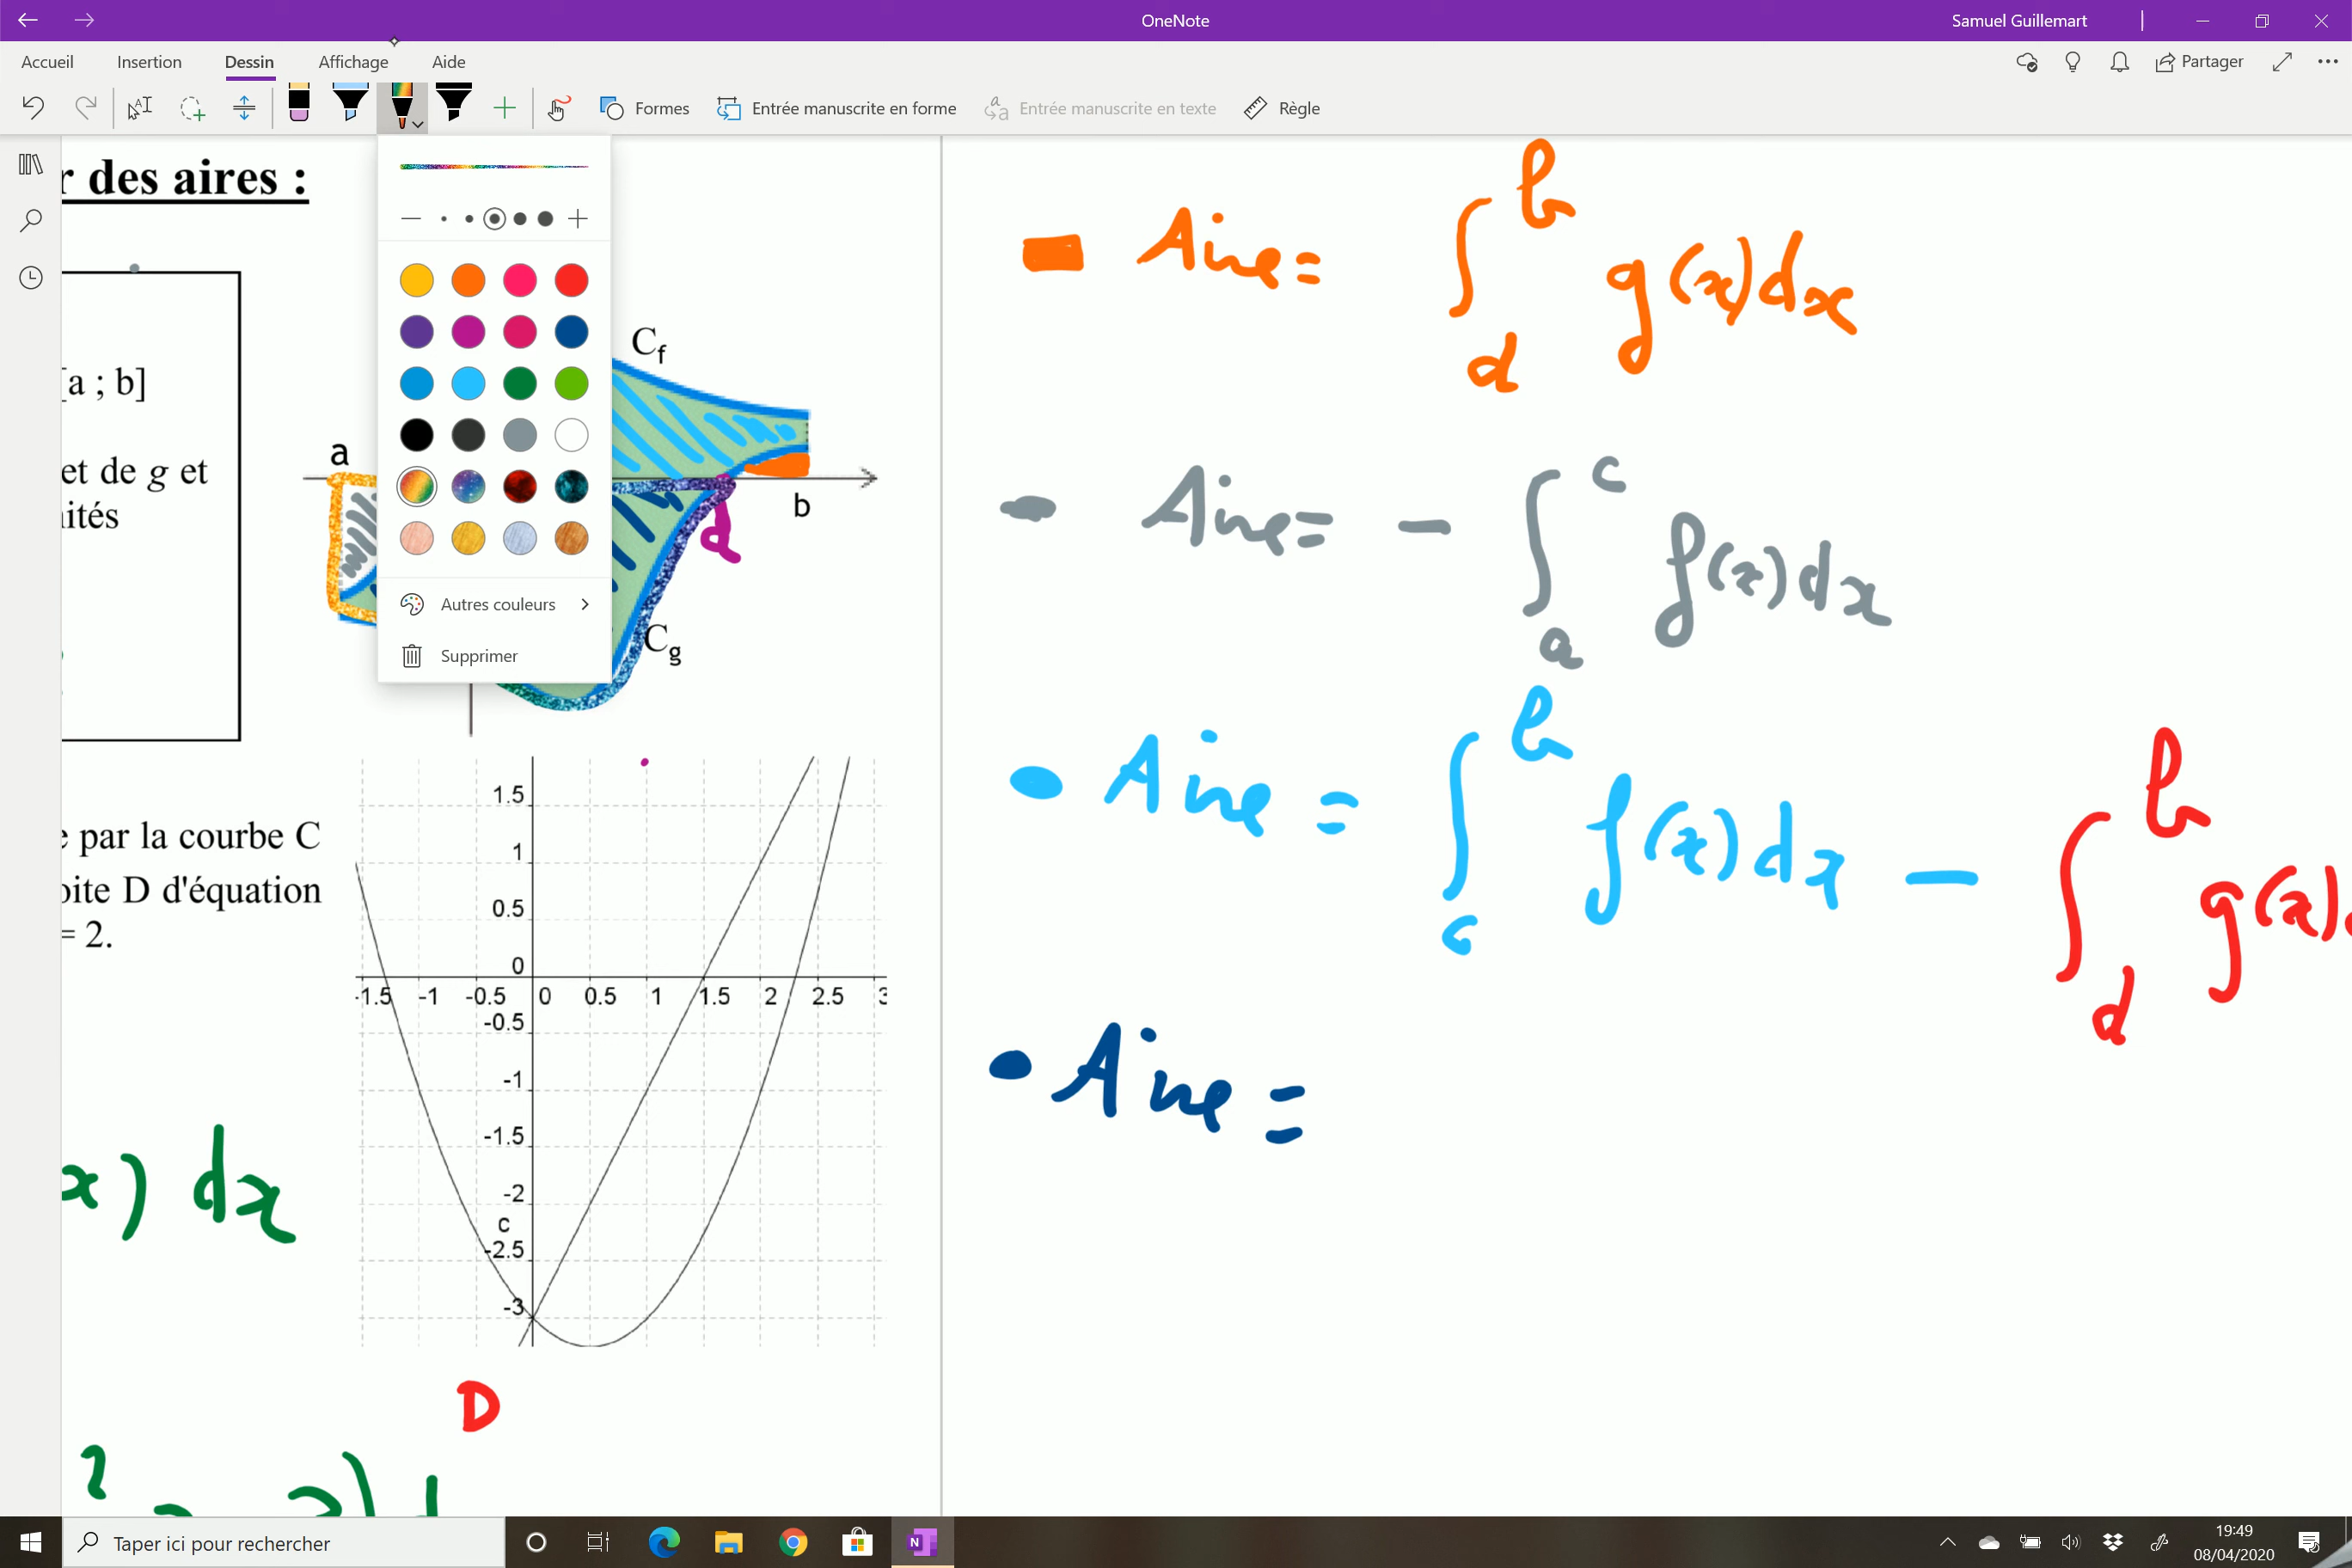 OneNote
Samuel Guillemart
Accueil
Insertion
Dessin
Affichage
Aide
Partager
Formes
Entrée manuscrite en forme
Entrée manuscrite en texte
Règle
r des aires :
[a ; b]
et de g et
ités
Autres couleurs
Supprimer
a
Cf
b
d
Cg
e par la courbe C
oite D d'équation
= 2.
1.5
1
0.5
0
-1.5 -1 -0.5 0 0.5 1 1.5 2 2.5 3
-0.5
-1
-1.5
-2
c
-2.5
-3
x) dx
D
Aire = ∫ d b g(x)dx
Aire = - ∫ a c f(x)dx
Aire = ∫ c b f(x)dx - ∫ d b g(x)
Aire =
Taper ici pour rechercher
19:49
08/04/2020